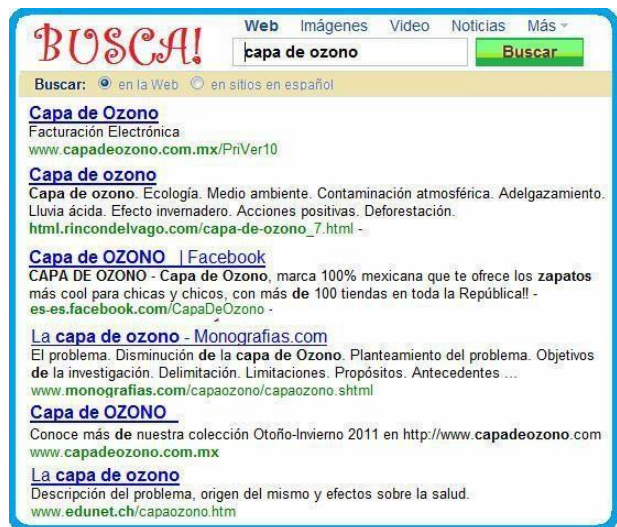 BUSCA!
Web Imágenes Video Noticias Más
capa de ozono
Buscar
Buscar: en la Web en sitios en español
Capa de Ozono
Facturación Electrónica
www.capadeozono.com.mx/PriVer10
Capa de ozono
Capa de ozono. Ecología. Medio ambiente. Contaminación atmosférica. Adelgazamiento.
Lluvia ácida. Efecto invernadero. Acciones positivas. Deforestación.
html.rincondelvago.com/capa-de-ozono_7.html -
Capa de OZONO | Facebook
CAPA DE OZONO - Capa de Ozono, marca 100% mexicana que te ofrece los zapatos
más cool para chicas y chicos, con más de 100 tiendas en toda la República!! -
es-es.facebook.com/CapaDeOzono -
La capa de ozono - Monografias.com
El problema. Disminución de la capa de Ozono. Planteamiento del problema. Objetivos
de la investigación. Delimitación. Limitaciones. Propósitos. Antecedentes ...
www.monografias.com/capaozono/capaozono.shtml
Capa de OZONO
Conoce más de nuestra colección Otoño-Invierno 2011 en http://www.capadeozono.com
www.capadeozono.com.mx
La capa de ozono
Descripción del problema, origen del mismo y efectos sobre la salud.
www.edunet.ch/capaozono.htm